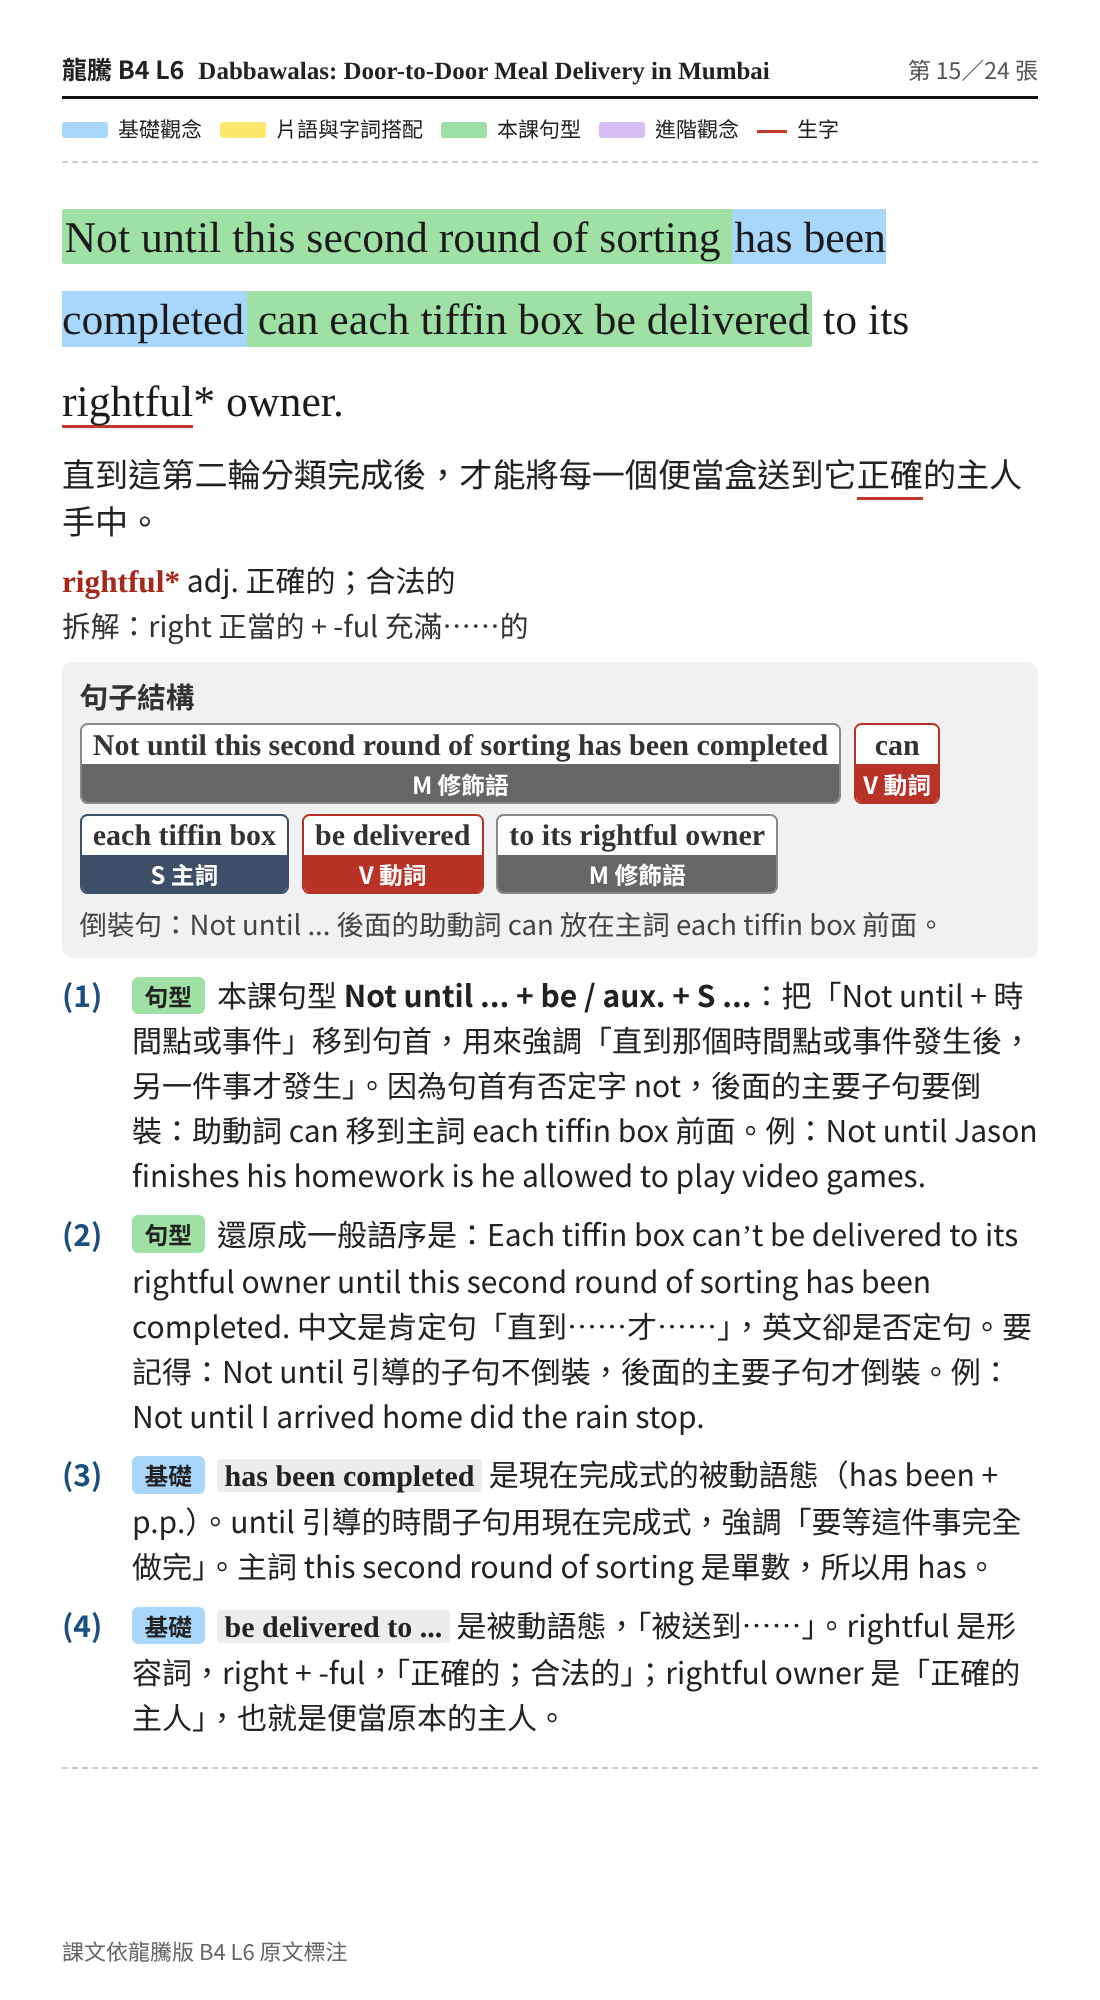 龍騰 B4 L6 Dabbawalas: Door-to-Door Meal Delivery in Mumbai 第 15／24 張
基礎觀念 片語與字詞搭配 本課句型 進階觀念 生字
Not until this second round of sorting has been
completed can each tiffin box be delivered to its
rightful* owner.
直到這第二輪分類完成後，才能將每一個便當盒送到它正確的主人
手中。
rightful* adj. 正確的；合法的
拆解：right 正當的 + -ful 充滿……的
句子結構
Not until this second round of sorting has been completed can
M 修飾語 V 動詞
each tiffin box be delivered to its rightful owner
S 主詞 V 動詞 M 修飾語
倒裝句：Not until ... 後面的助動詞 can 放在主詞 each tiffin box 前面。
(1) 句型 本課句型 Not until ... + be / aux. + S ...：把「Not until + 時
間點或事件」移到句首，用來強調「直到那個時間點或事件發生後，
另一件事才發生」。因為句首有否定字 not，後面的主要子句要倒
裝：助動詞 can 移到主詞 each tiffin box 前面。例：Not until Jason
finishes his homework is he allowed to play video games.
(2) 句型 還原成一般語序是：Each tiffin box can’t be delivered to its
rightful owner until this second round of sorting has been
completed. 中文是肯定句「直到……才……」，英文卻是否定句。要
記得：Not until 引導的子句不倒裝，後面的主要子句才倒裝。例：
Not until I arrived home did the rain stop.
(3) 基礎 has been completed 是現在完成式的被動語態（has been +
p.p.）。until 引導的時間子句用現在完成式，強調「要等這件事完全
做完」。主詞 this second round of sorting 是單數，所以用 has。
(4) 基礎 be delivered to ... 是被動語態，「被送到……」。rightful 是形
容詞，right + -ful，「正確的；合法的」；rightful owner 是「正確的
主人」，也就是便當原本的主人。
課文依龍騰版 B4 L6 原文標注